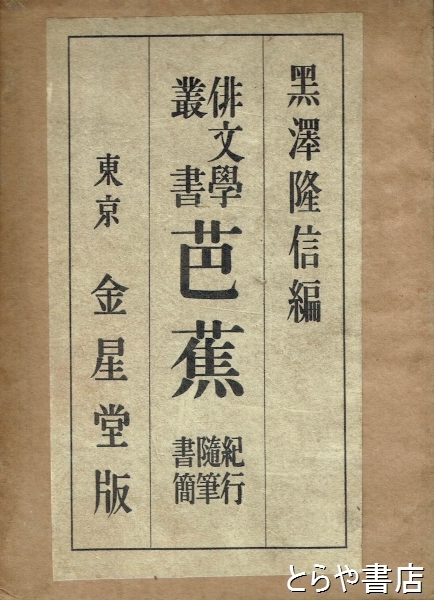 黑澤隆信編
俳文學叢書
芭蕉
紀行
隨筆
書簡
東京 金星堂版
とらや書店